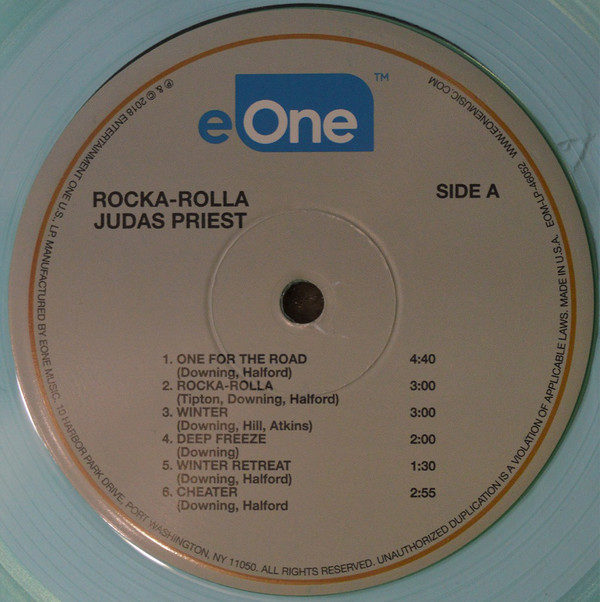 eOne™
ROCKA-ROLLA
JUDAS PRIEST
SIDE A
1. ONE FOR THE ROAD 4:40
(Downing, Halford)
2. ROCKA-ROLLA 3:00
(Tipton, Downing, Halford)
3. WINTER 3:00
(Downing, Hill, Atkins)
4. DEEP FREEZE 2:00
(Downing)
5. WINTER RETREAT 1:30
(Downing, Halford)
6. CHEATER 2:55
(Downing, Halford
℗ & © 2018 ENTERTAINMENT ONE U.S., LP. MANUFACTURED BY EONE MUSIC, 10 HARBOR PARK DRIVE, PORT WASHINGTON, NY 11050. ALL RIGHTS RESERVED. UNAUTHORIZED DUPLICATION IS A VIOLATION OF APPLICABLE LAWS. MADE IN U.S.A. EOM-LP-46052 WWW.EONEMUSIC.COM